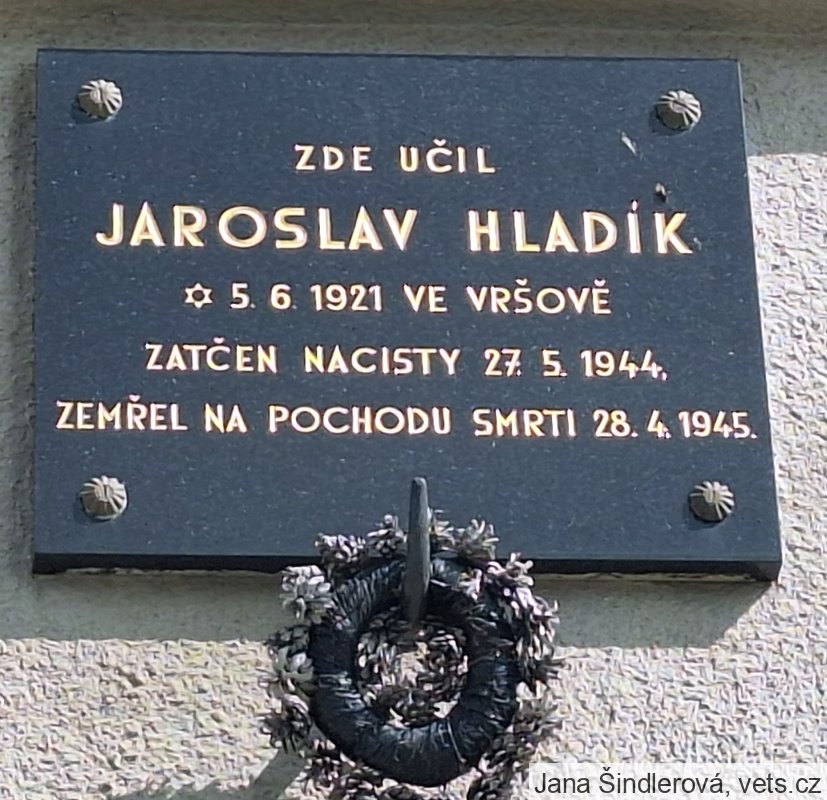 ZDE UČIL
JAROSLAV HLADÍK
✡ 5. 6. 1921 VE VRŠOVĚ
ZATČEN NACISTY 27. 5. 1944,
ZEMŘEL NA POCHODU SMRTI 28. 4. 1945.
Jana Šindlerová, vets.cz